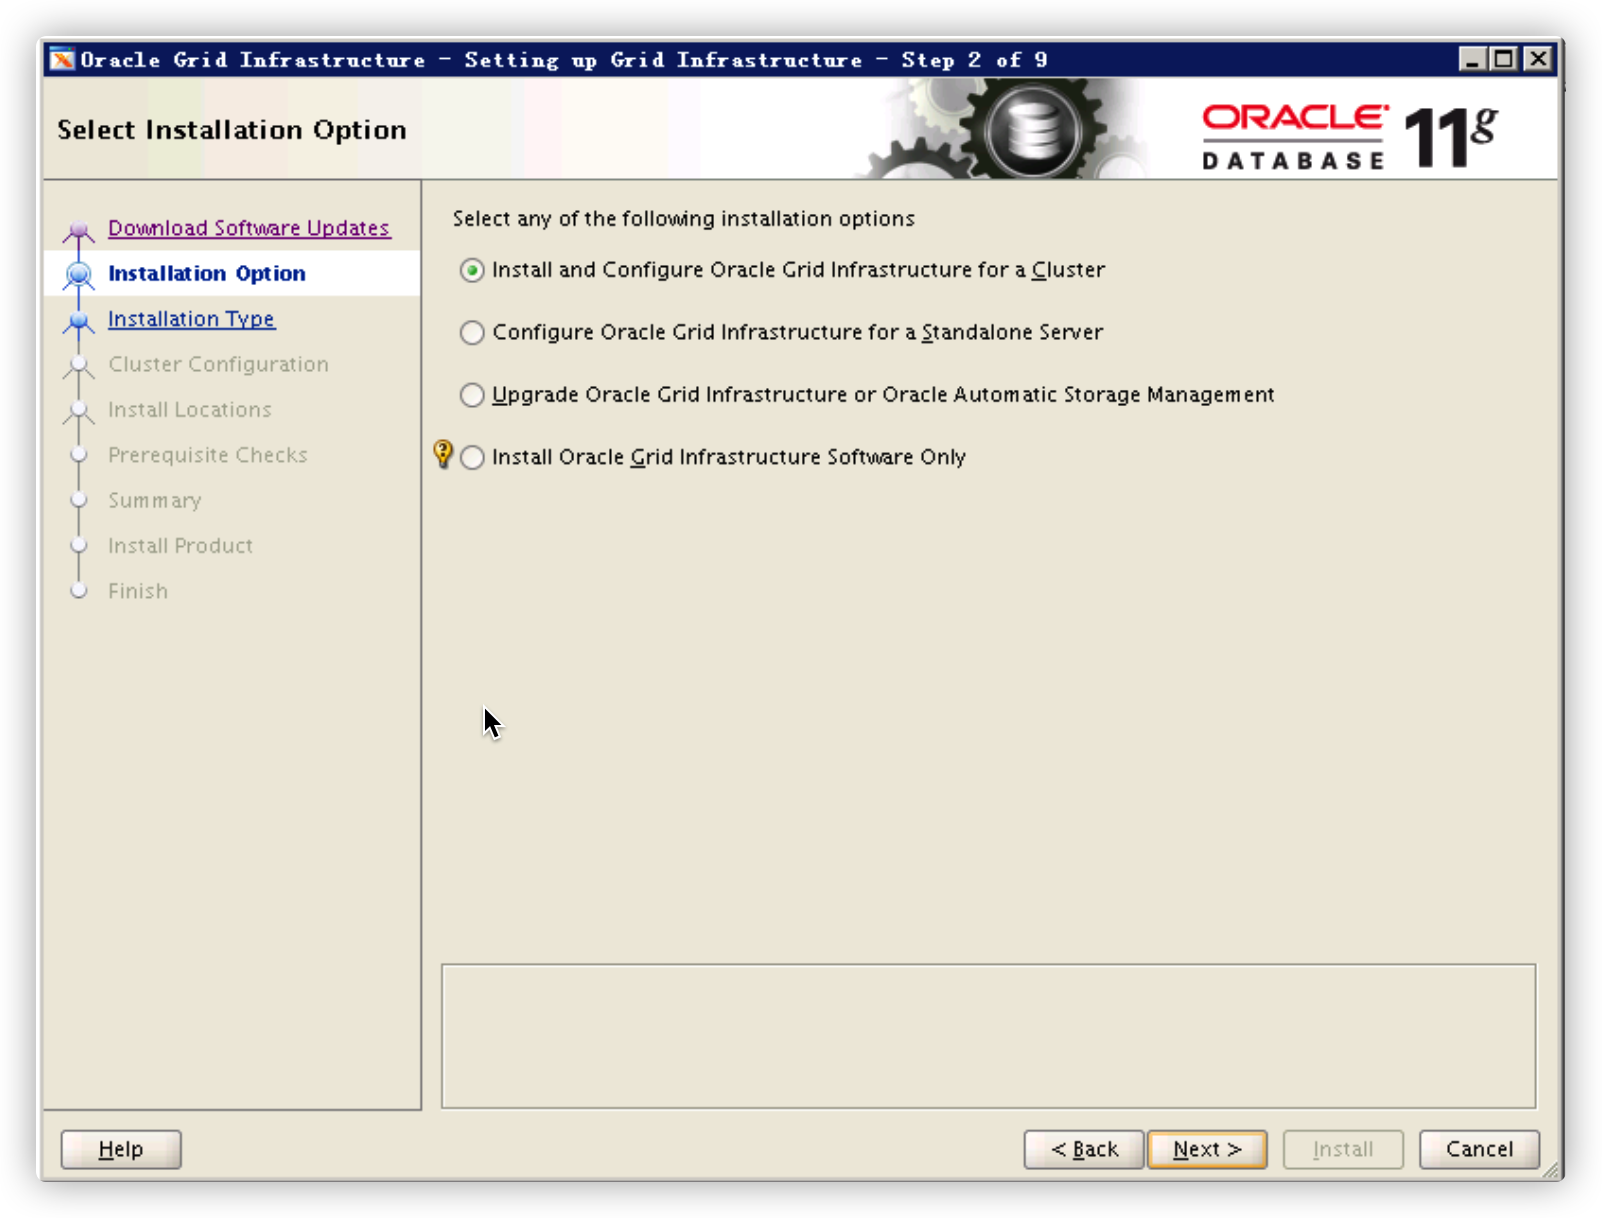 Oracle Grid Infrastructure - Setting up Grid Infrastructure - Step 2 of 9
Select Installation Option
ORACLE
DATABASE
11g
Download Software Updates
Installation Option
Installation Type
Cluster Configuration
Install Locations
Prerequisite Checks
Summary
Install Product
Finish
Select any of the following installation options
Install and Configure Oracle Grid Infrastructure for a Cluster
Configure Oracle Grid Infrastructure for a Standalone Server
Upgrade Oracle Grid Infrastructure or Oracle Automatic Storage Management
Install Oracle Grid Infrastructure Software Only
Help
< Back
Next >
Install
Cancel